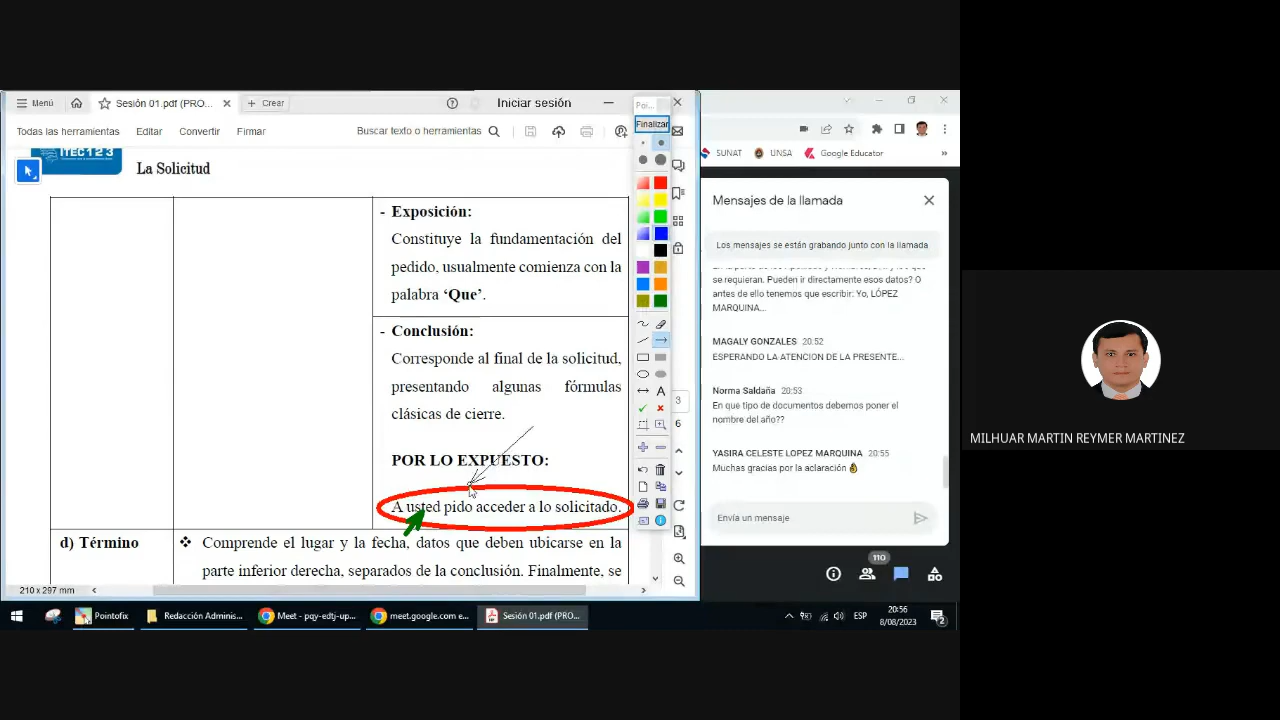 Menú
Sesión 01.pdf (PRO...
Crear
Iniciar sesión
Todas las herramientas
Editar
Convertir
Firmar
Buscar texto o herramientas
ITEC123
La Solicitud
- Exposición:
Constituye la fundamentación del
pedido, usualmente comienza con la
palabra ‘Que’.
- Conclusión:
Corresponde al final de la solicitud,
presentando algunas fórmulas
clásicas de cierre.
POR LO EXPUESTO:
A usted pido acceder a lo solicitado.
d) Término
❖ Comprende el lugar y la fecha, datos que deben ubicarse en la
parte inferior derecha, separados de la conclusión. Finalmente, se
210 x 297 mm
Poi...
Finalizar
A
3
6
SUNAT
UNSA
Google Educator
»
Mensajes de la llamada
Los mensajes se están grabando junto con la llamada
se requieran. Pueden ir directamente esos datos? O
antes de ello tenemos que escribir: Yo, LÓPEZ
MARQUINA...
MAGALY GONZALES 20:52
ESPERANDO LA ATENCION DE LA PRESENTE...
Norma Saldaña 20:53
En que tipo de documentos debemos poner el
nombre del año??
YASIRA CELESTE LOPEZ MARQUINA 20:55
Muchas gracias por la aclaración 👌
Envía un mensaje
110
Pointofix
Redacción Adminis...
Meet - pqy-edtj-up...
meet.google.com e...
Sesión 01.pdf (PRO...
ESP
20:56
8/08/2023
2
MILHUAR MARTIN REYMER MARTINEZ